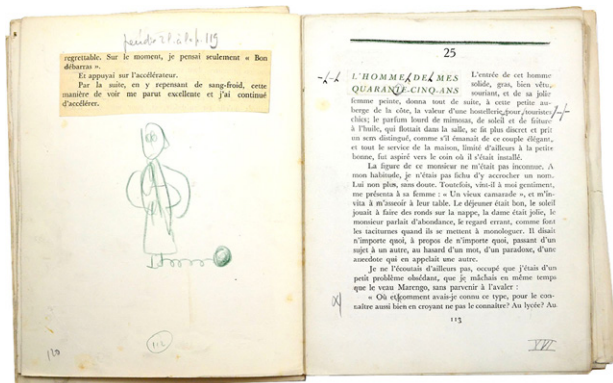 regrettable. Sur le moment, je pensai seulement « Bon
débarras ».
Et appuyai sur l'accélérateur.
Par la suite, en y repensant de sang-froid, cette
manière de voir me parut excellente et j'ai continué
d'accélérer.
112
120
25
L'HOMME DE MES
QUARANTE-CINQ ANS
L'entrée de cet homme
solide, gras, bien vêtu,
souriant, et de sa jolie
femme peinte, donna tout de suite, à cette petite au-
berge de la côte, la valeur d'une hostellerie pour touristes
chics; le parfum lourd de mimosas, de soleil et de friture
à l'huile, qui flottait dans la salle, se fit plus discret et prit
un sens distingué, comme s'il émanait de ce couple élégant,
et tout le service de la maison, limité d'ailleurs à la petite
bonne, fut aspiré vers le coin où il s'était installé.
La figure de ce monsieur ne m'était pas inconnue. A
mon habitude, je n'étais pas fichu d'y accrocher un nom.
Lui non plus, sans doute. Toutefois, vint-il à moi gentiment,
me présenta à sa femme : « Un vieux camarade », et m'in-
vita à m'asseoir à leur table. Le déjeuner était bon, le soleil
jouait à faire des ronds sur la nappe, la dame était jolie, le
monsieur parlait d'abondance, le regard errant, comme font
les taciturnes quand ils se mettent à monologuer. Il disait
n'importe quoi, à propos de n'importe quoi, passant d'un
sujet à un autre, au hasard d'un mot, d'un paradoxe, d'une
anecdote qui en appelait une autre.
Je ne l'écoutais d'ailleurs pas, occupé que j'étais d'un
petit problème obsédant, que je mâchais en même temps
que le veau Marengo, sans parvenir à l'avaler :
« Où et comment avais-je connu ce type, pour le con-
naître aussi bien en croyant ne pas le connaître? Au lycée? Au
113
XVI